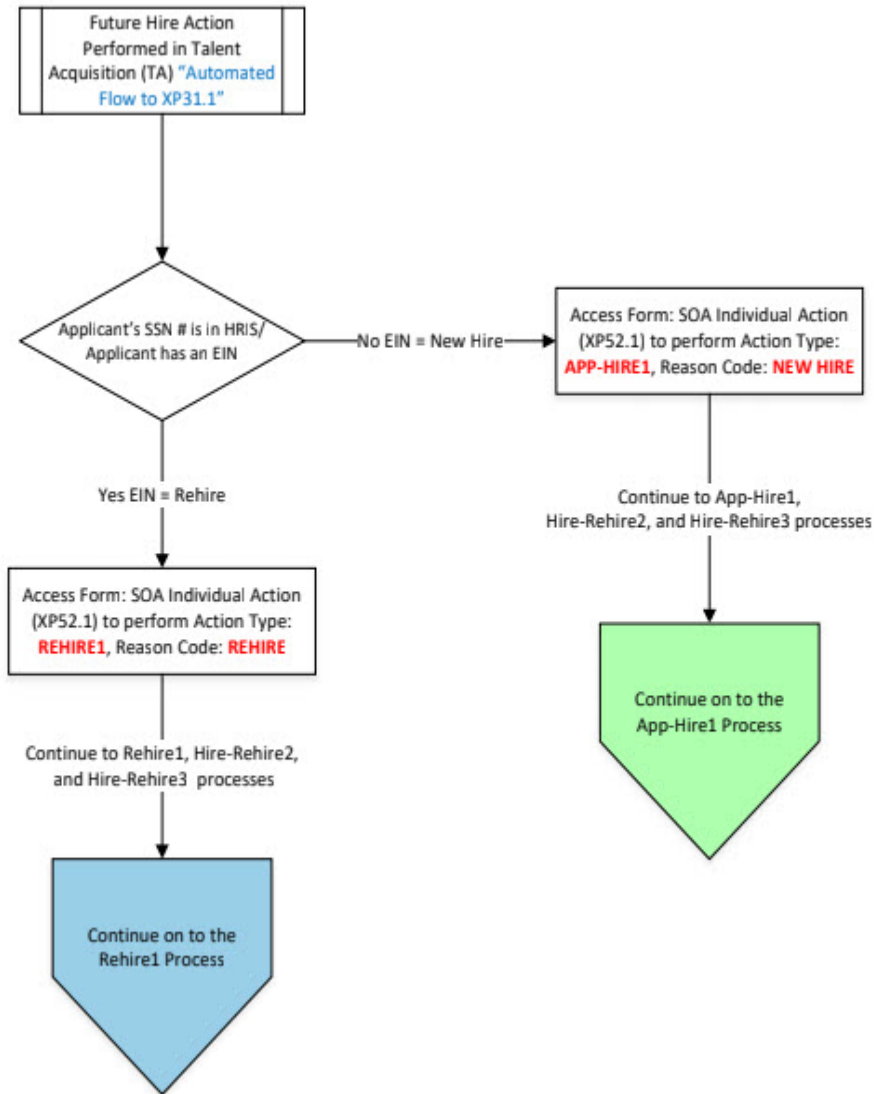 Future Hire Action
Performed in Talent
Acquisition (TA) “Automated
Flow to XP31.1”
Applicant’s SSN # is in HRIS/
Applicant has an EIN
No EIN = New Hire
Access Form: SOA Individual Action
(XP52.1) to perform Action Type:
APP-HIRE1, Reason Code: NEW HIRE
Yes EIN = Rehire
Continue to App-Hire1,
Hire-Rehire2, and Hire-Rehire3 processes
Access Form: SOA Individual Action
(XP52.1) to perform Action Type:
REHIRE1, Reason Code: REHIRE
Continue on to the
App-Hire1 Process
Continue to Rehire1, Hire-Rehire2,
and Hire-Rehire3 processes
Continue on to the
Rehire1 Process